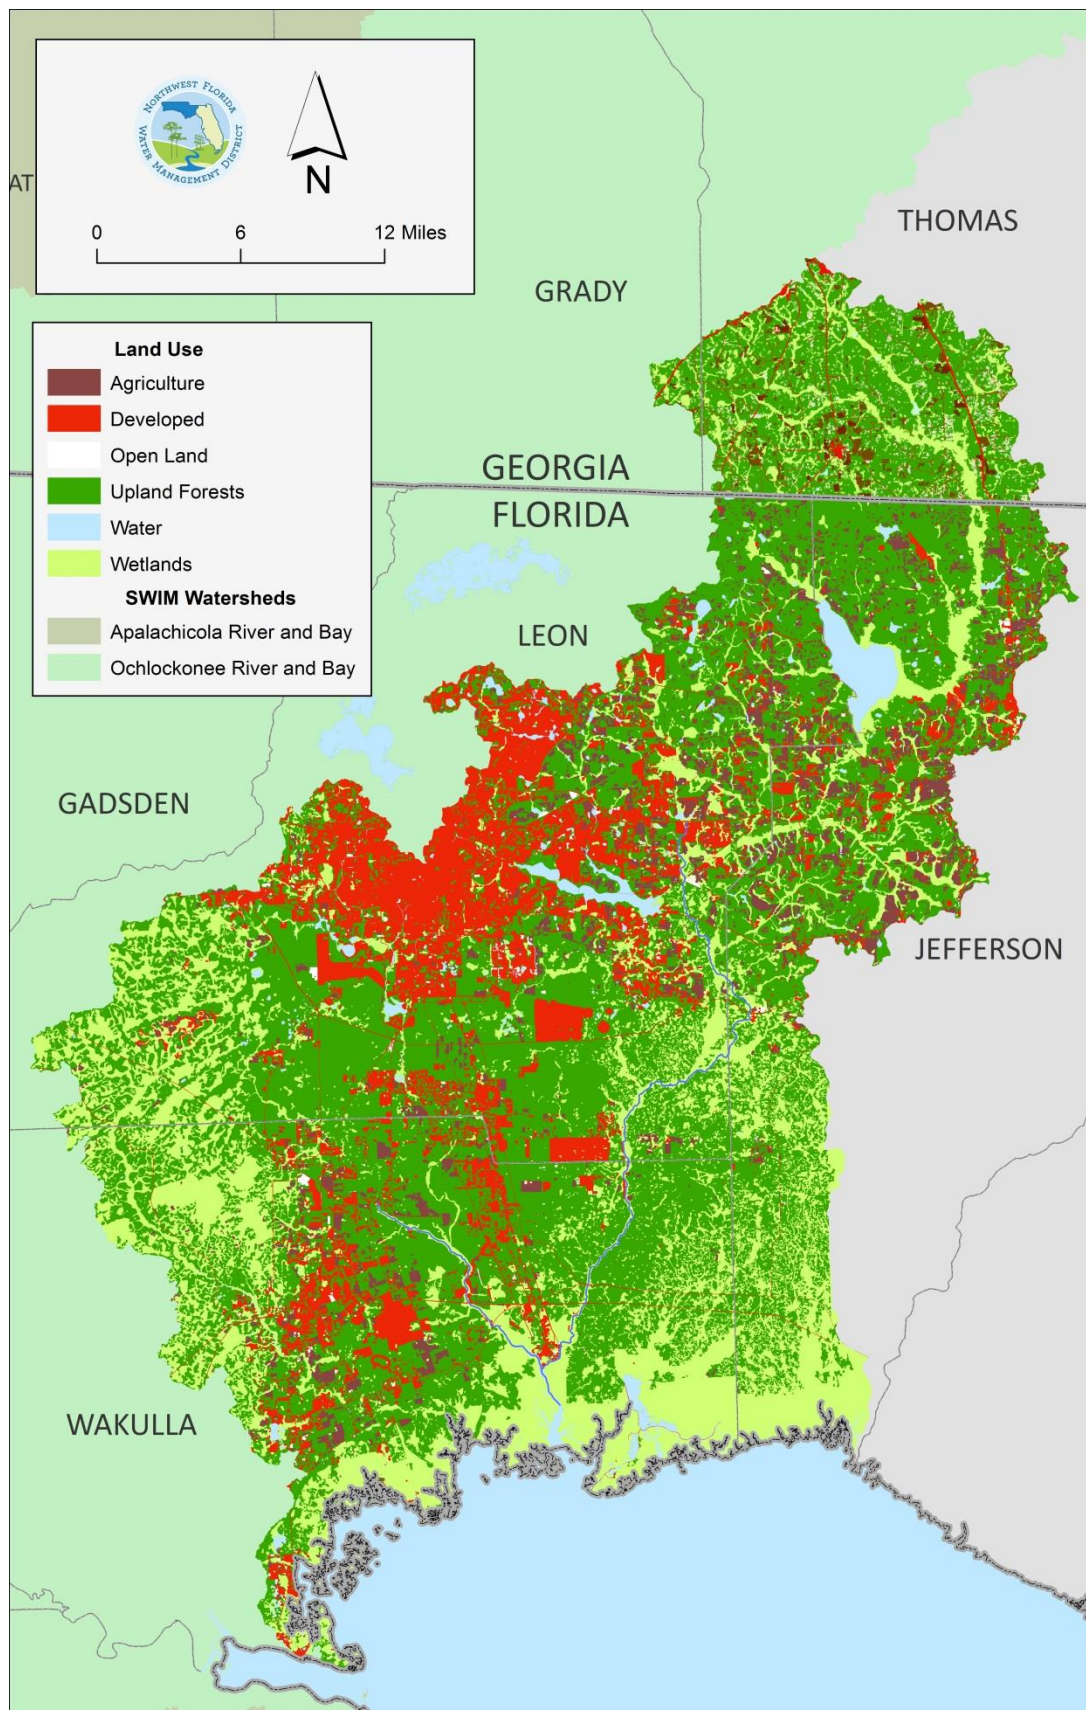 NORTHWEST FLORIDA
WATER MANAGEMENT DISTRICT
N
0 6 12 Miles
AT
THOMAS
GRADY
Land Use
Agriculture
Developed
Open Land
Upland Forests
Water
Wetlands
SWIM Watersheds
Apalachicola River and Bay
Ochlockonee River and Bay
GEORGIA
FLORIDA
LEON
GADSDEN
JEFFERSON
WAKULLA